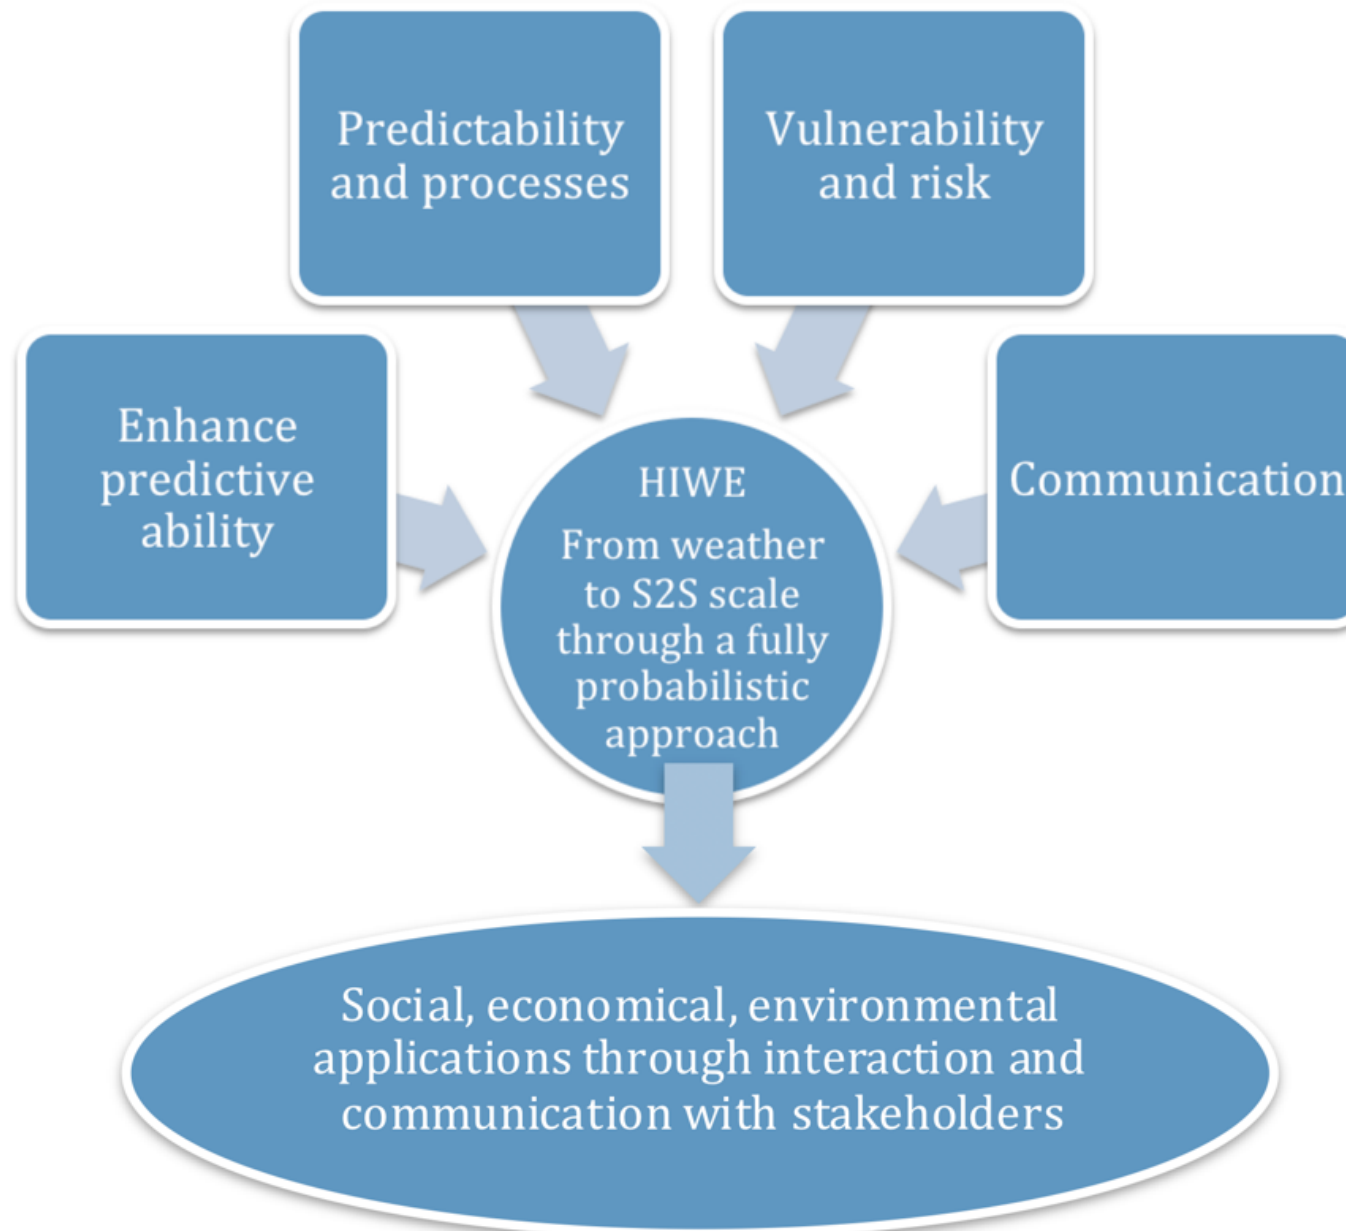 Predictability
and processes
Vulnerability
and risk
Enhance
predictive
ability
Communication
HIWE
From weather
to S2S scale
through a fully
probabilistic
approach
Social, economical, environmental
applications through interaction and
communication with stakeholders